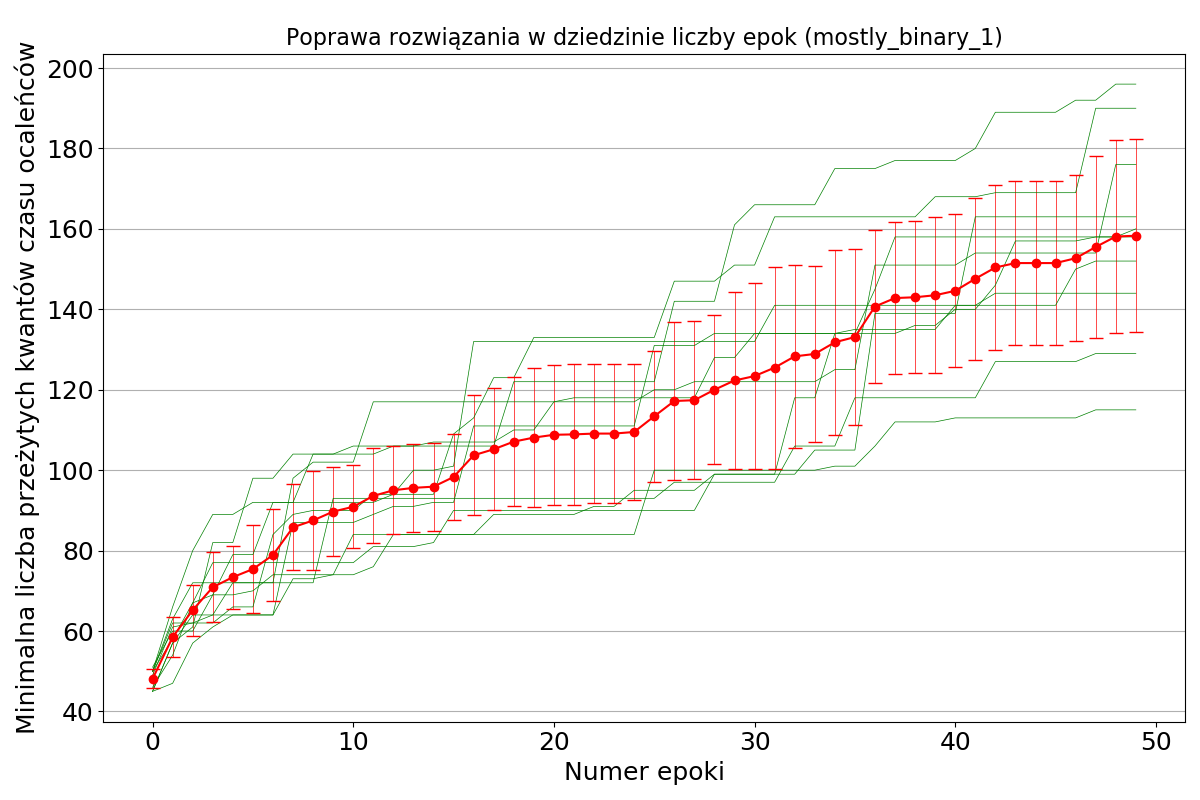 Poprawa rozwiązania w dziedzinie liczby epok (mostly_binary_1)
Minimalna liczba przeżytych kwantów czasu ocaleńców
200
180
160
140
120
100
80
60
40
0 10 20 30 40 50
Numer epoki